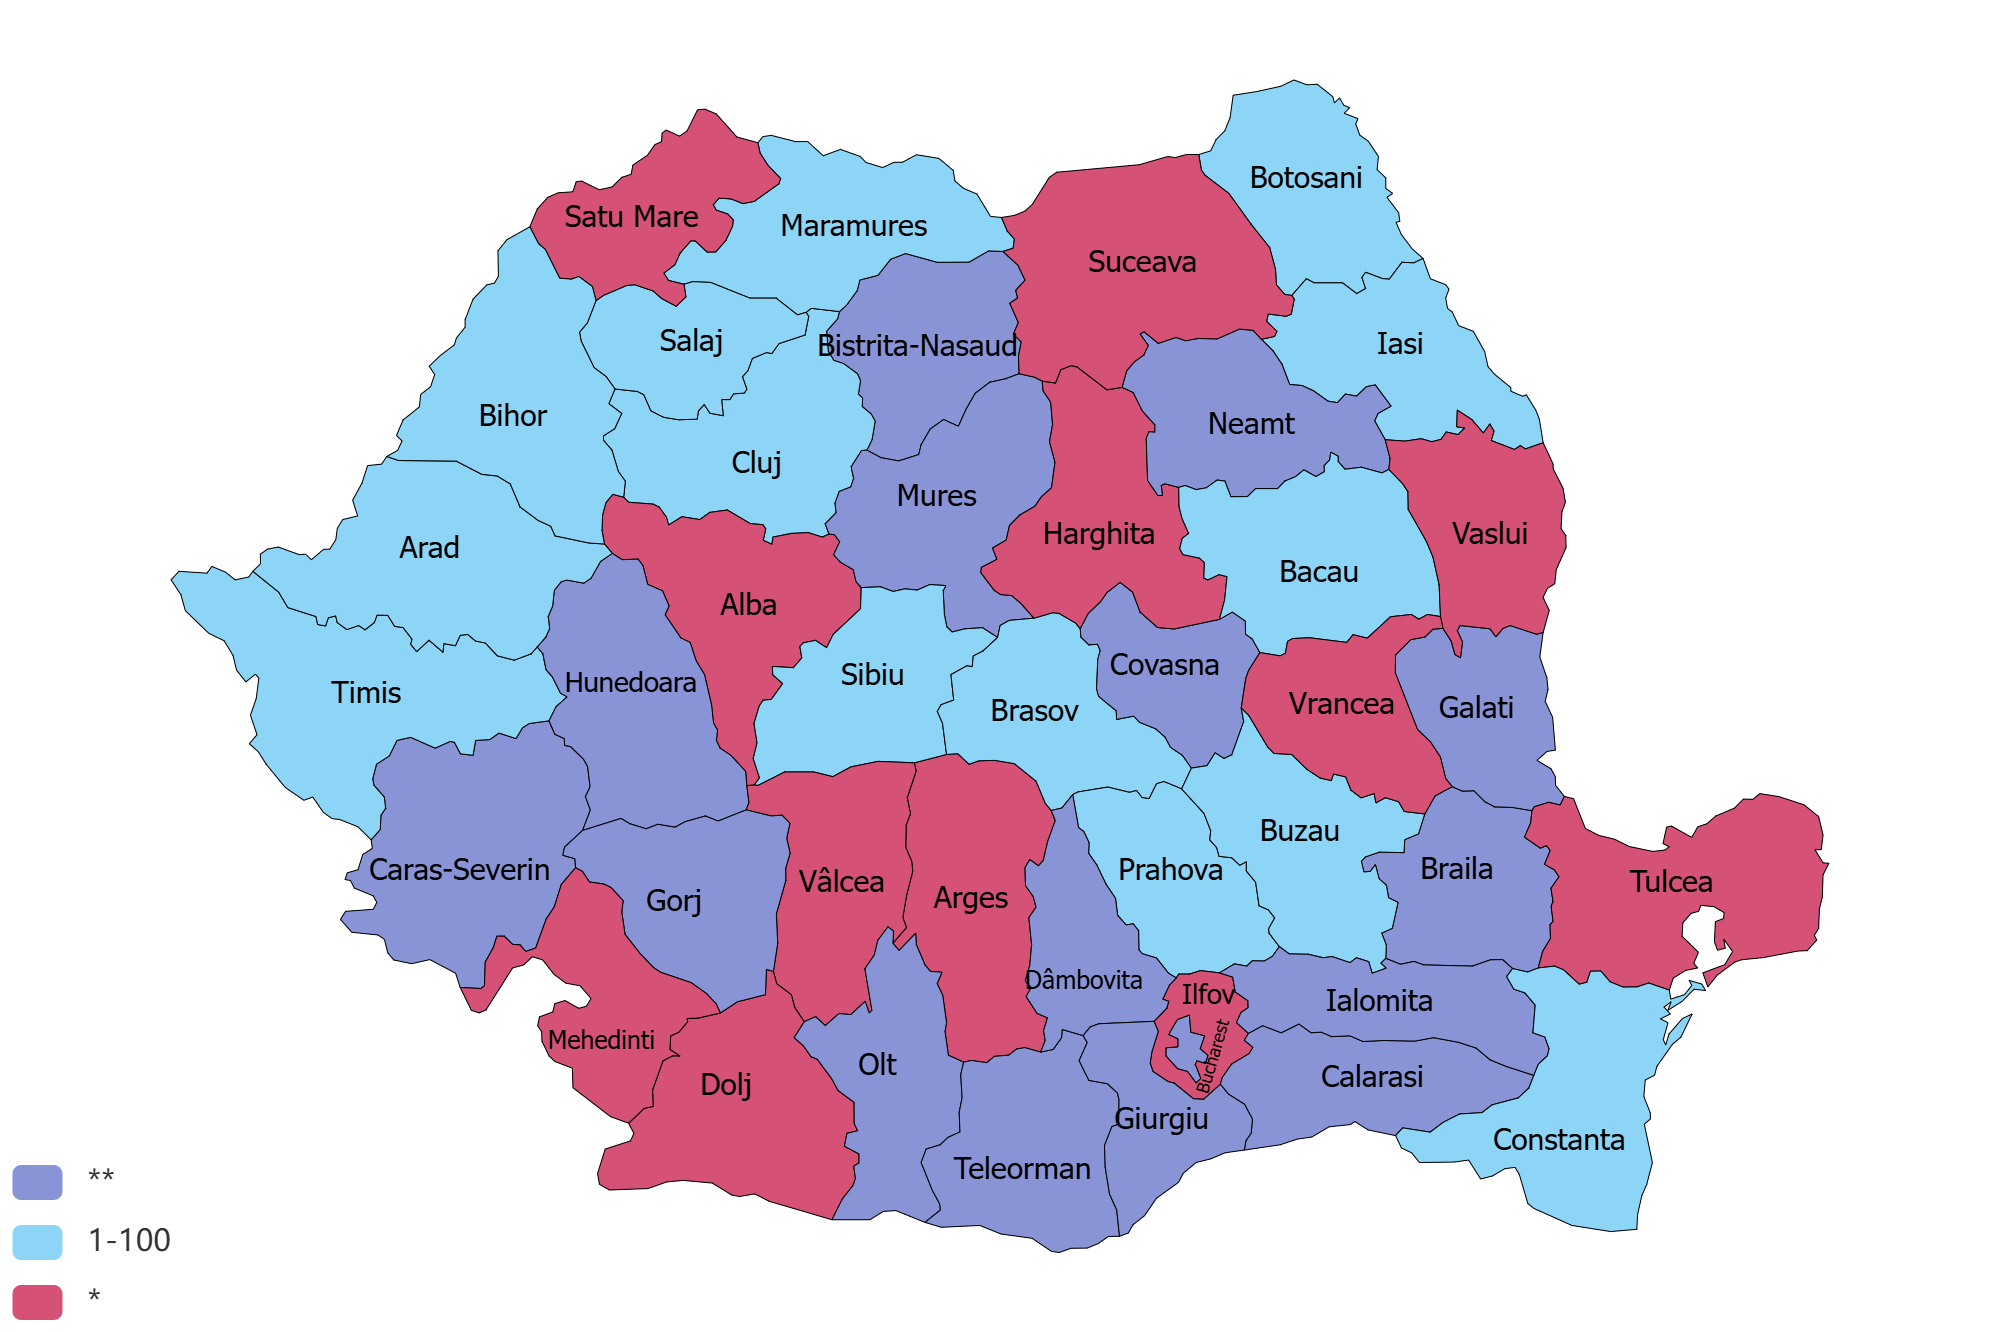 Botosani
Satu Mare
Maramures
Suceava
Salaj
Bistrita-Nasaud
Iasi
Bihor
Neamt
Cluj
Mures
Harghita
Vaslui
Arad
Bacau
Alba
Covasna
Sibiu
Hunedoara
Timis
Brasov
Vrancea
Galati
Buzau
Caras-Severin
Prahova
Braila
Vâlcea
Tulcea
Gorj
Arges
Dâmbovita
Ilfov
Ialomita
Mehedinti
Bucharest
Olt
Calarasi
Dolj
Giurgiu
Constanta
Teleorman
**
1-100
*